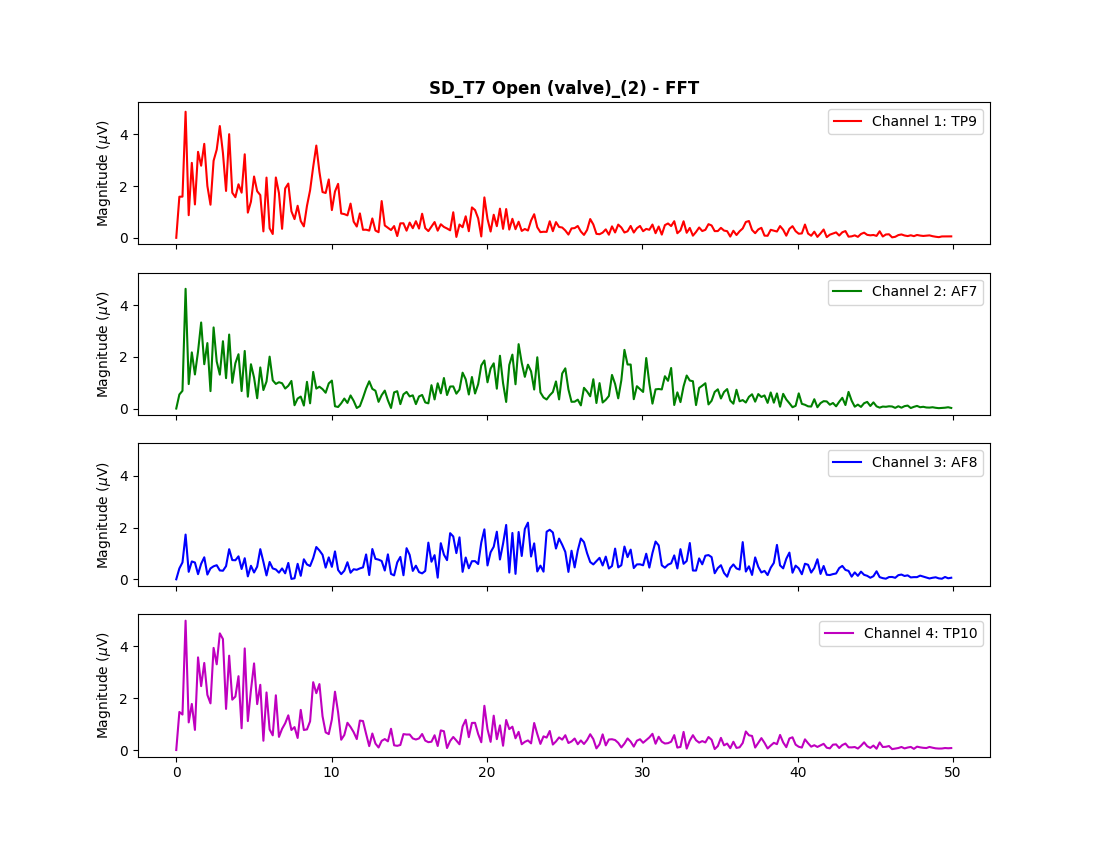 SD_T7 Open (valve)_(2) - FFT
Magnitude (μV)
4
2
0
Channel 1: TP9
Magnitude (μV)
4
2
0
Channel 2: AF7
Magnitude (μV)
4
2
0
Channel 3: AF8
Magnitude (μV)
4
2
0
Channel 4: TP10
0 10 20 30 40 50